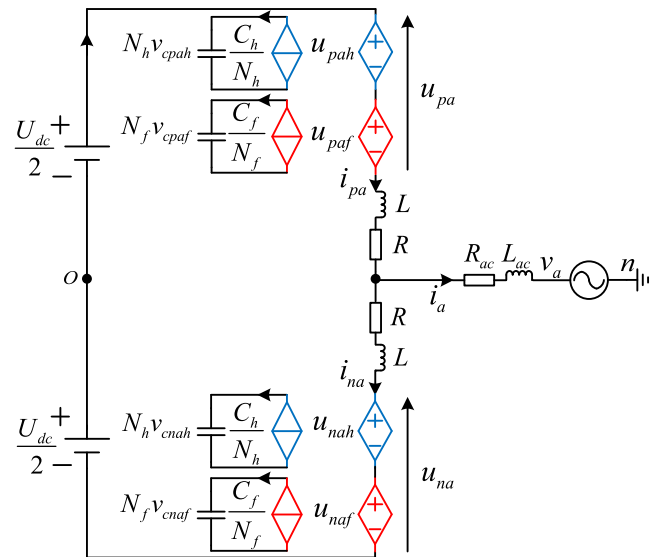 N_h v_cpah
C_h
N_h
u_pah
+
−
u_pa
N_f v_cpaf
C_f
N_f
u_paf
+
−
U_dc
2
+
−
i_pa
L
R
o
R_ac
L_ac
v_a
n
i_a
R
L
i_na
N_h v_cnah
C_h
N_h
u_nah
+
−
U_dc
2
+
−
u_na
N_f v_cnaf
C_f
N_f
u_naf
+
−